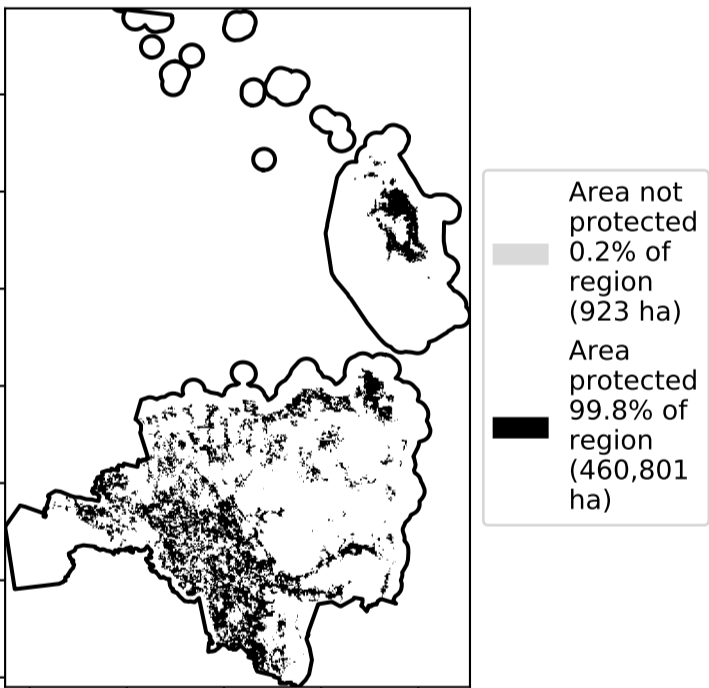 Area not
protected
0.2% of
region
(923 ha)
Area
protected
99.8% of
region
(460,801
ha)